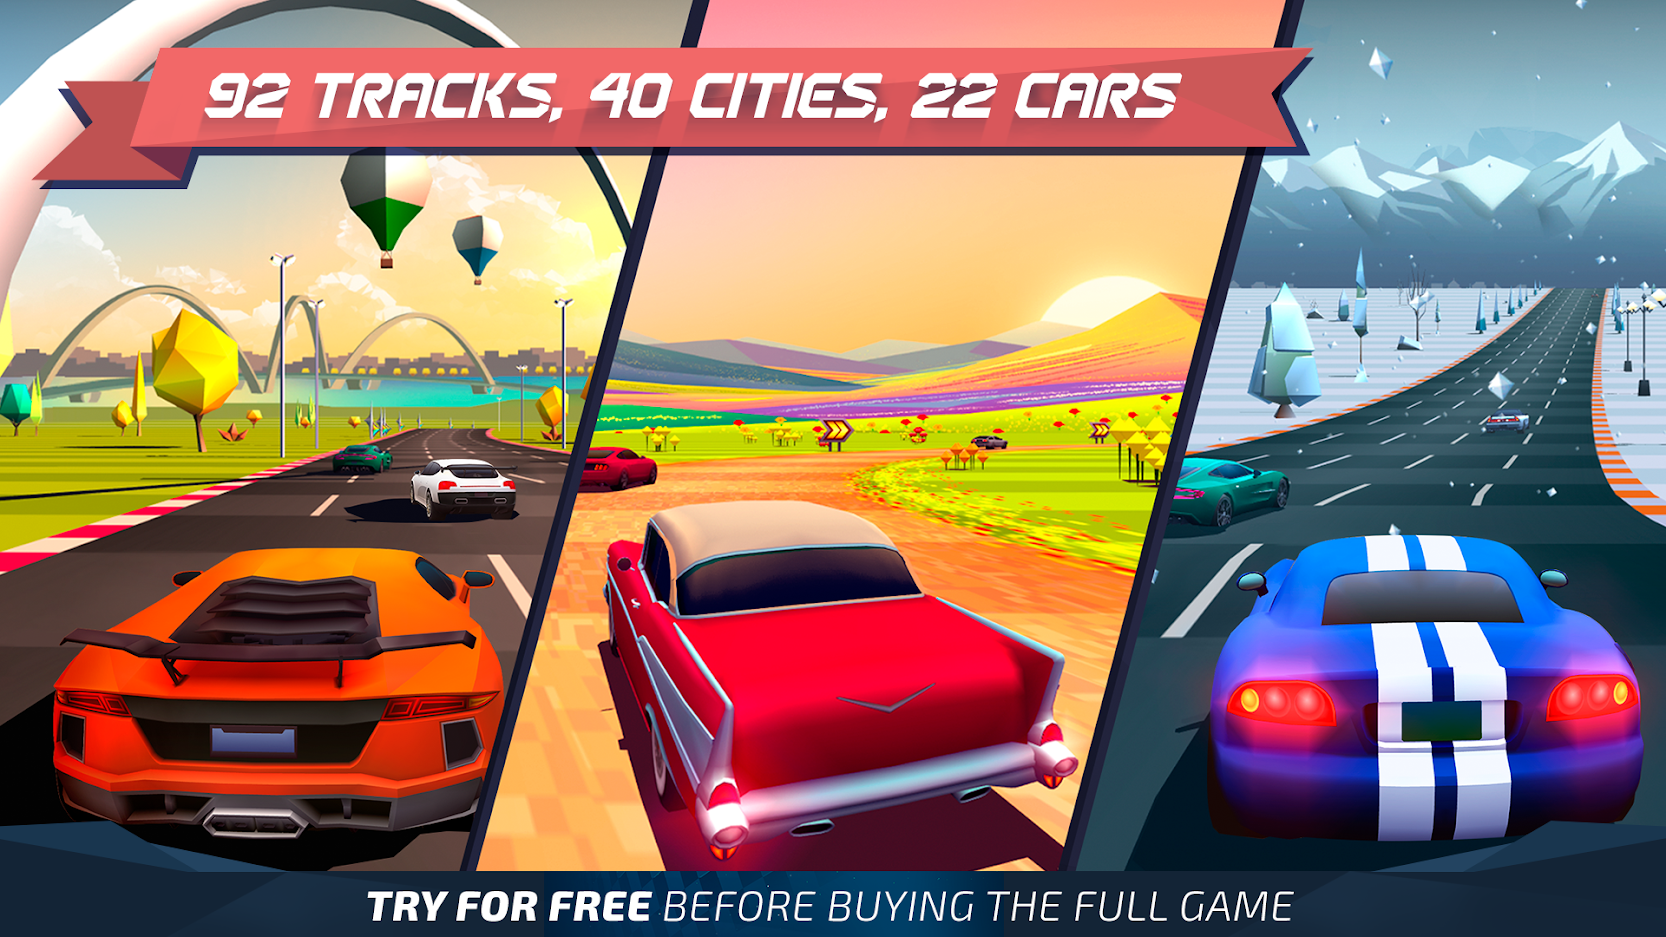 92 TRACKS, 40 CITIES, 22 CARS
TRY FOR FREE BEFORE BUYING THE FULL GAME